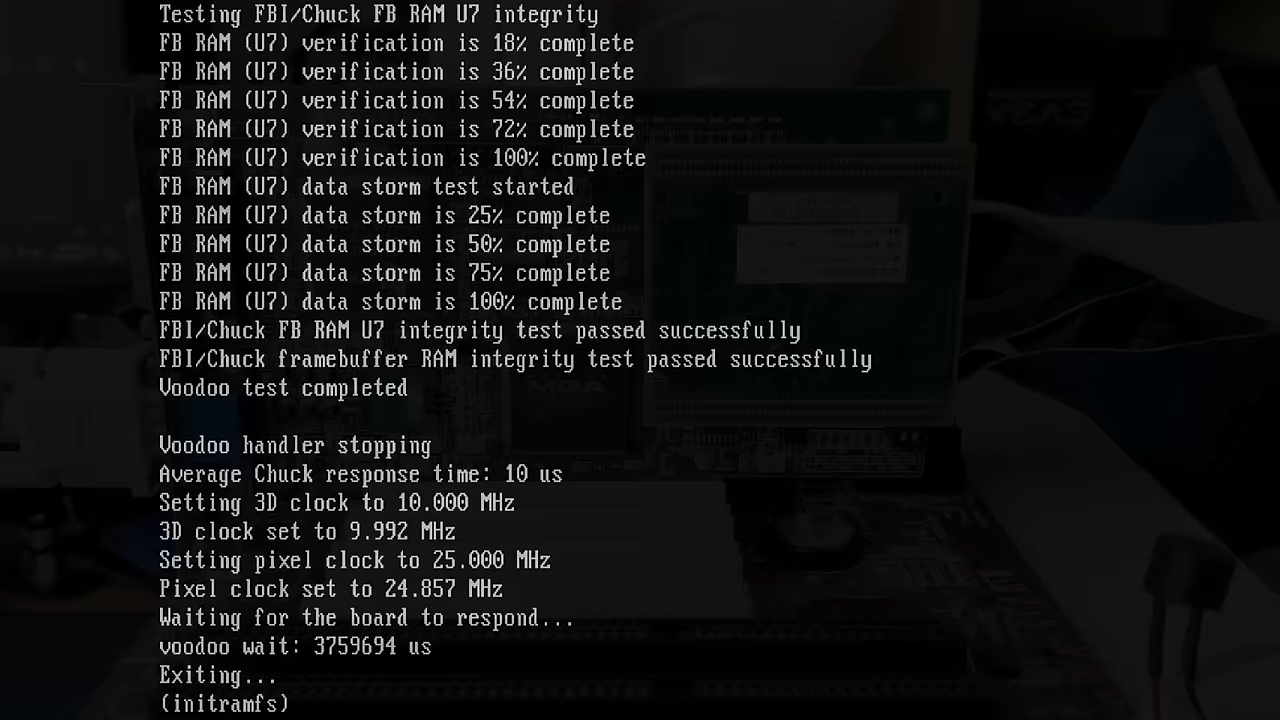 Testing FBI/Chuck FB RAM U7 integrity
FB RAM (U7) verification is 18% complete
FB RAM (U7) verification is 36% complete
FB RAM (U7) verification is 54% complete
FB RAM (U7) verification is 72% complete
FB RAM (U7) verification is 100% complete
FB RAM (U7) data storm test started
FB RAM (U7) data storm is 25% complete
FB RAM (U7) data storm is 50% complete
FB RAM (U7) data storm is 75% complete
FB RAM (U7) data storm is 100% complete
FBI/Chuck FB RAM U7 integrity test passed successfully
FBI/Chuck framebuffer RAM integrity test passed successfully
Voodoo test completed
Voodoo handler stopping
Average Chuck response time: 10 us
Setting 3D clock to 10.000 MHz
3D clock set to 9.992 MHz
Setting pixel clock to 25.000 MHz
Pixel clock set to 24.857 MHz
Waiting for the board to respond...
voodoo wait: 3759694 us
Exiting...
(initramfs)